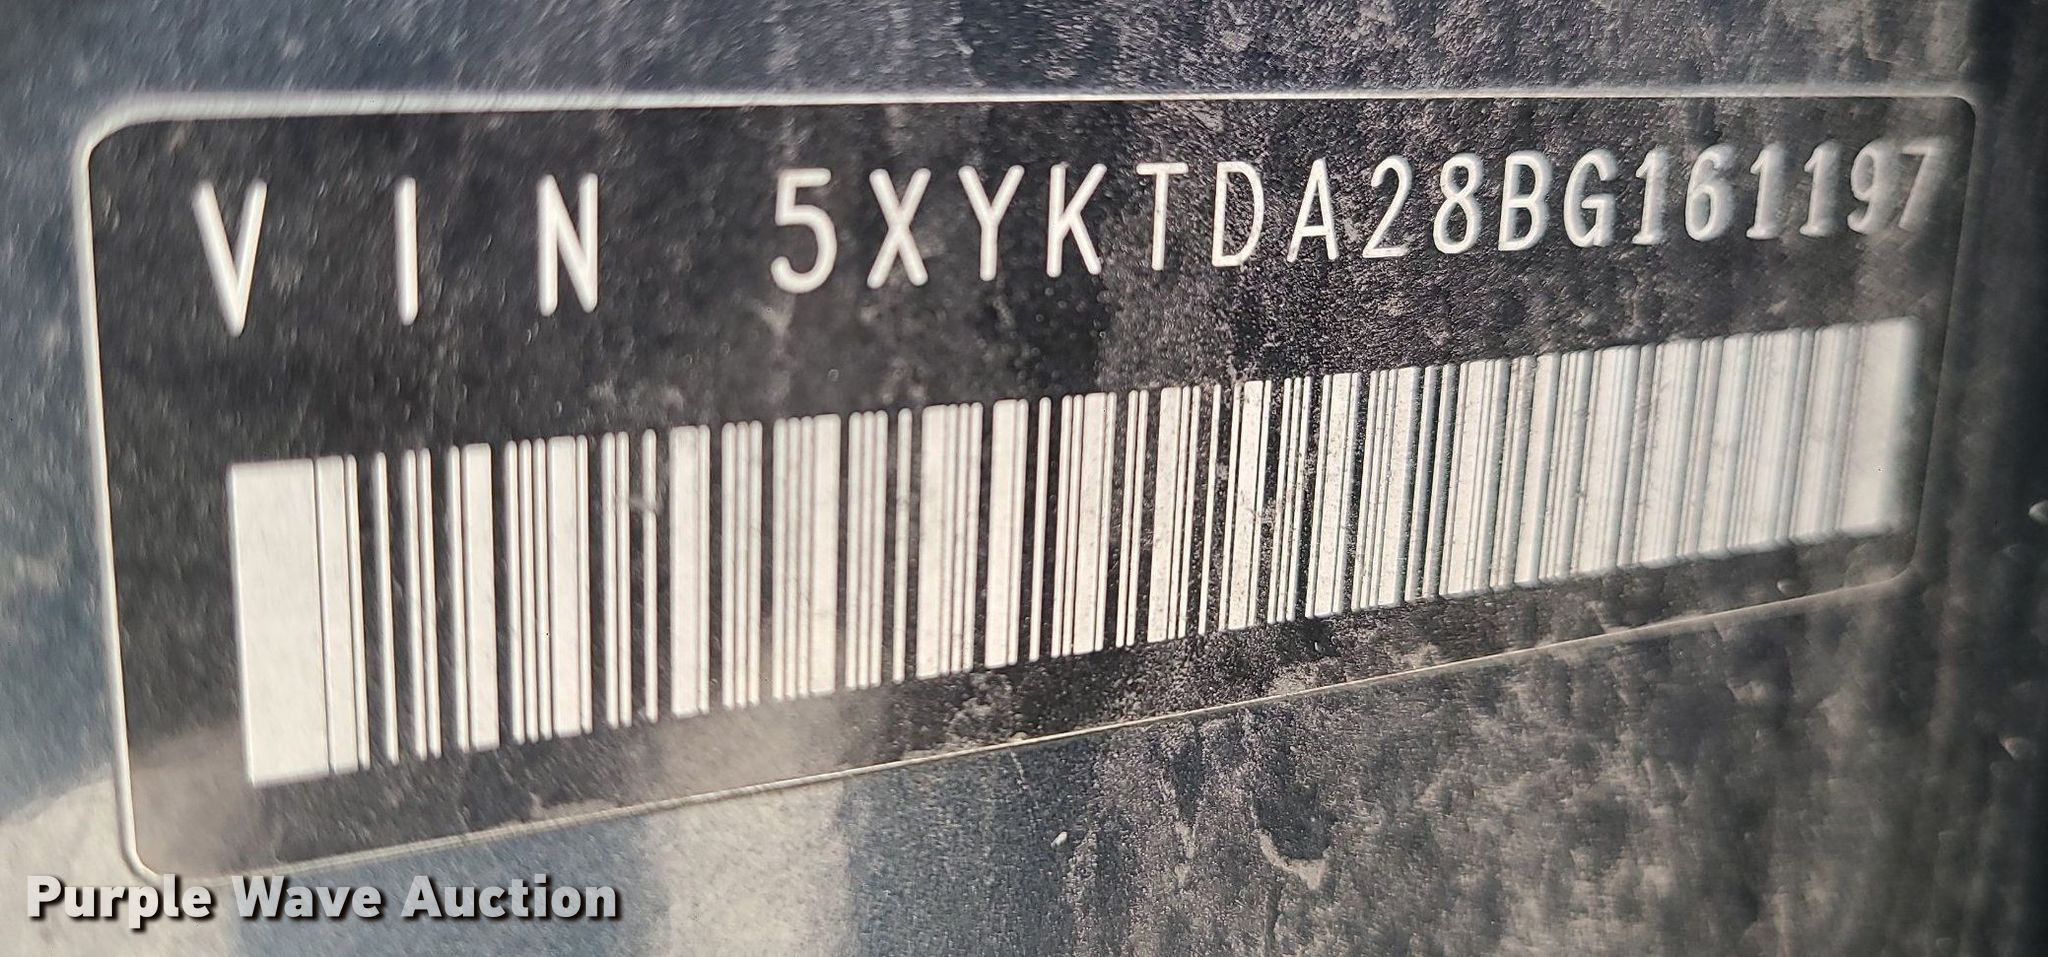 VIN 5XYKTDA28BG161197
Purple Wave Auction